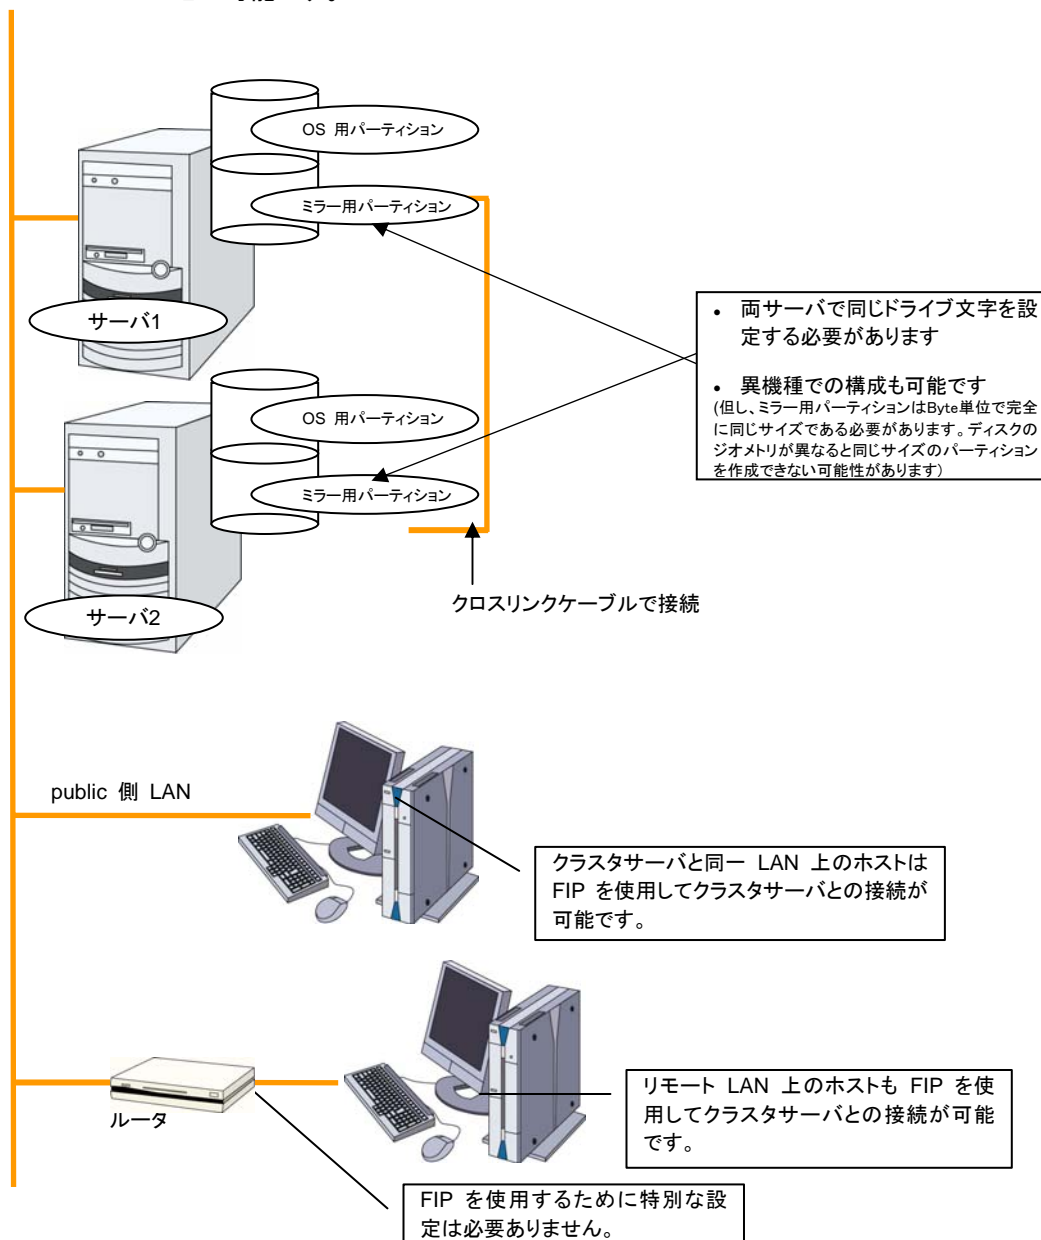 OS 用パーティション
ミラー用パーティション
サーバ1
• 両サーバで同じドライブ文字を設
定する必要があります
• 異機種での構成も可能です
(但し、ミラー用パーティションはByte単位で完全
に同じサイズである必要があります。ディスクの
ジオメトリが異なると同じサイズのパーティション
を作成できない可能性があります)
OS 用パーティション
ミラー用パーティション
サーバ2
クロスリンクケーブルで接続
public 側 LAN
クラスタサーバと同一 LAN 上のホストは
FIP を使用してクラスタサーバとの接続が
可能です。
ルータ
リモート LAN 上のホストも FIP を使
用してクラスタサーバとの接続が可能
です。
FIP を使用するために特別な設
定は必要ありません。